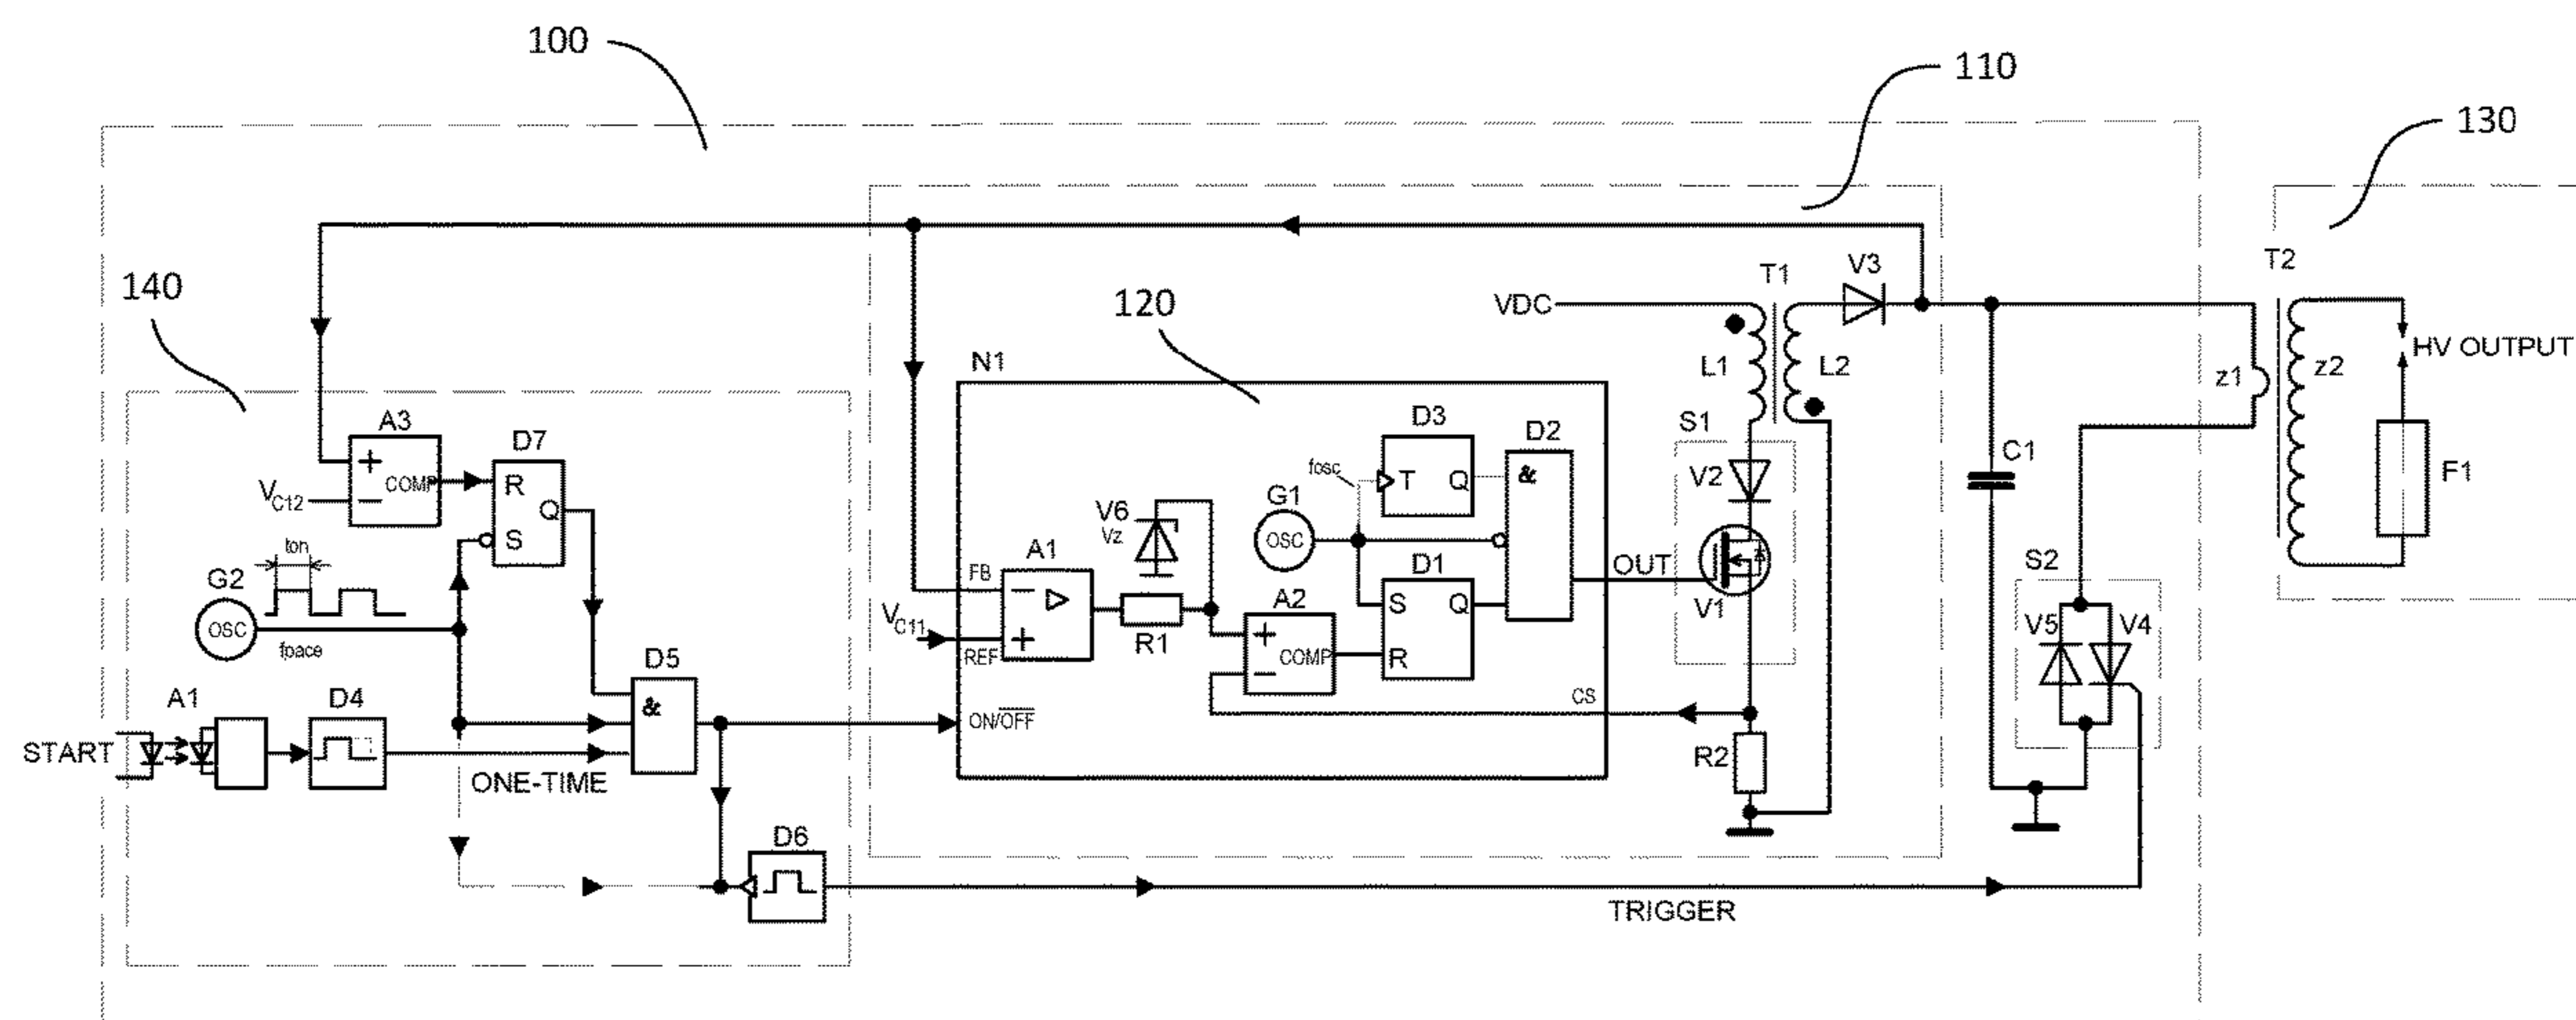 100
110
130
140
120
T1
V3
T2
VDC
L1
L2
HV OUTPUT
z1
z2
N1
A3
D7
D3
D2
S1
C1
F1
+
COMP
−
R
Q
S
VC12
fosc
T
Q
&
V2
G1
OSC
V6
Vz
ton
G2
OSC
fpace
A1
FB
−
+
VC11
REF
R1
A2
+
COMP
−
D1
S
Q
R
OUT
V1
S2
V5
V4
D5
&
A1
D4
START
ONE-TIME
ON/OFF
CS
R2
D6
TRIGGER